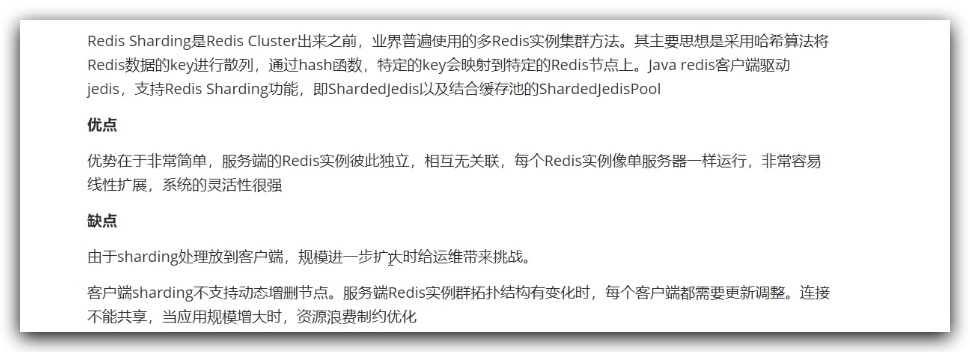 Redis Sharding是Redis Cluster出来之前，业界普遍使用的多Redis实例集群方法。其主要思想是采用哈希算法将
Redis数据的key进行散列，通过hash函数，特定的key会映射到特定的Redis节点上。Java redis客户端驱动
jedis，支持Redis Sharding功能，即ShardedJedis以及结合缓存池的ShardedJedisPool
优点
优势在于非常简单，服务端的Redis实例彼此独立，相互无关联，每个Redis实例像单服务器一样运行，非常容易
线性扩展，系统的灵活性很强
缺点
由于sharding处理放到客户端，规模进一步扩大时给运维带来挑战。
客户端sharding不支持动态增删节点。服务端Redis实例群拓扑结构有变化时，每个客户端都需要更新调整。连接
不能共享，当应用规模增大时，资源浪费制约优化